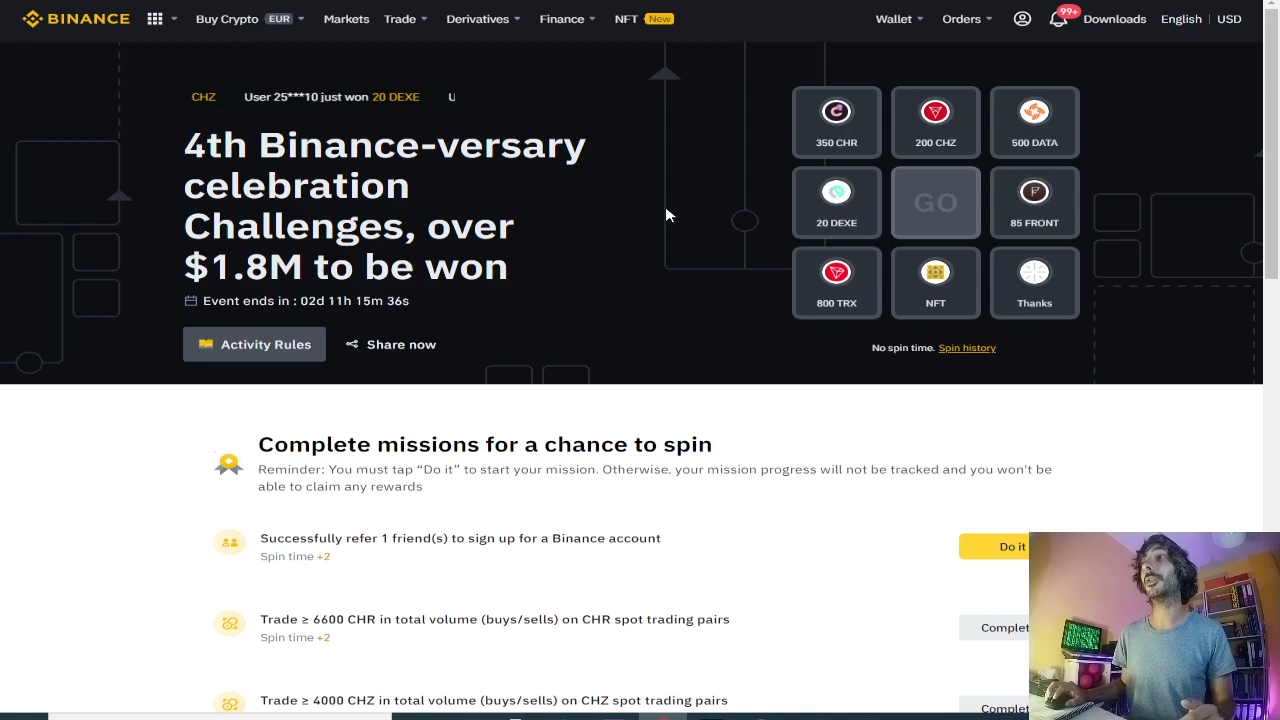 BINANCE
Buy Crypto EUR
Markets
Trade
Derivatives
Finance
NFT New
Wallet
Orders
99+
Downloads
English | USD
CHZ User 25***10 just won 20 DEXE U
4th Binance-versary
celebration
Challenges, over
$1.8M to be won
Event ends in : 02d 11h 15m 36s
Activity Rules
Share now
350 CHR
200 CHZ
500 DATA
20 DEXE
GO
85 FRONT
800 TRX
NFT
Thanks
No spin time. Spin history
Complete missions for a chance to spin
Reminder: You must tap “Do it” to start your mission. Otherwise, your mission progress will not be tracked and you won't be
able to claim any rewards
Successfully refer 1 friend(s) to sign up for a Binance account
Spin time +2
Do it
Trade ≥ 6600 CHR in total volume (buys/sells) on CHR spot trading pairs
Spin time +2
Complet
Trade ≥ 4000 CHZ in total volume (buys/sells) on CHZ spot trading pairs
Complet